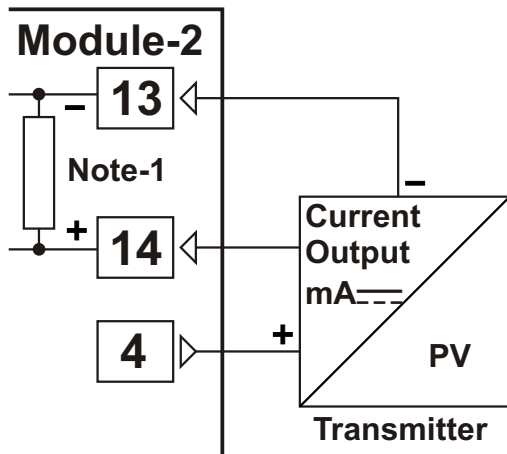 Module-2
13
−
Note-1
−
+
14
Current
Output
mA
+
4
PV
Transmitter